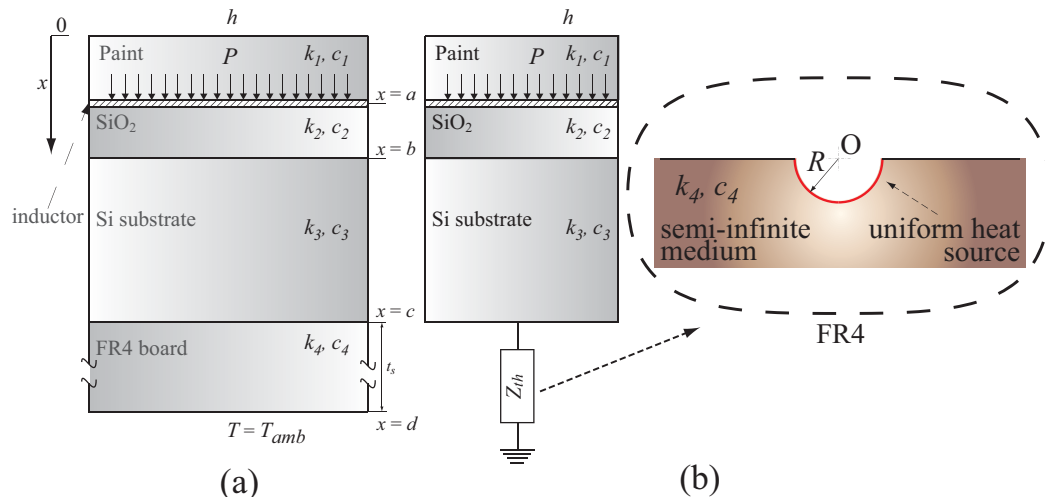 0
h
x
Paint
P
k1, c1
x = a
SiO2
k2, c2
x = b
inductor
Si substrate
k3, c3
x = c
FR4 board
k4, c4
ts
x = d
T = Tamb
(a)
h
Paint
P
k1, c1
SiO2
k2, c2
Si substrate
k3, c3
Zth
O
R
k4, c4
semi-infinite
medium
uniform heat
source
FR4
(b)